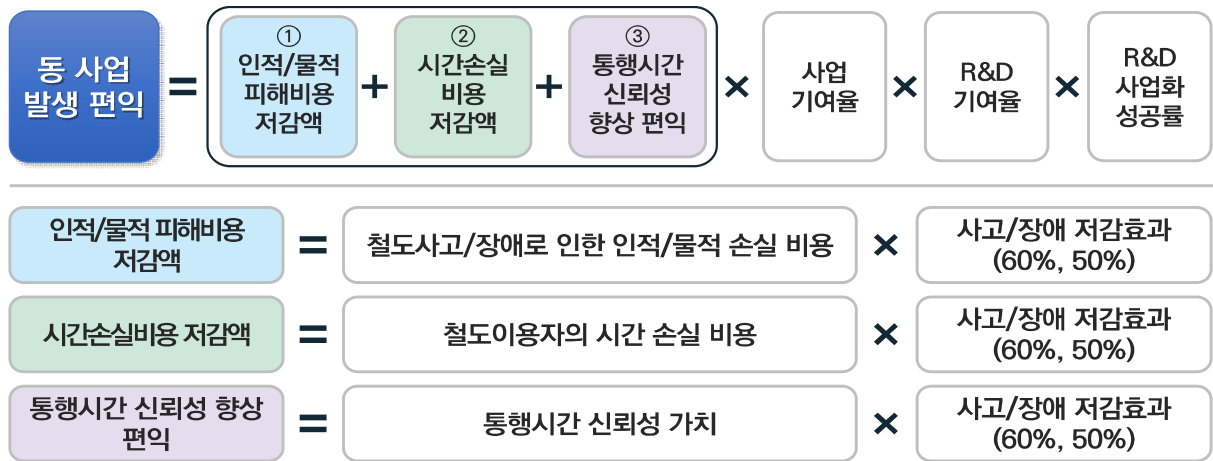 동 사업
발생 편익
=
①
인적/물적
피해비용
저감액
+
②
시간손실
비용
저감액
+
③
통행시간
신뢰성
향상 편익
×
사업
기여율
×
R&D
기여율
×
R&D
사업화
성공률
인적/물적 피해비용
저감액
=
철도사고/장애로 인한 인적/물적 손실 비용
×
사고/장애 저감효과
(60%, 50%)
시간손실비용 저감액
=
철도이용자의 시간 손실 비용
×
사고/장애 저감효과
(60%, 50%)
통행시간 신뢰성 향상
편익
=
통행시간 신뢰성 가치
×
사고/장애 저감효과
(60%, 50%)